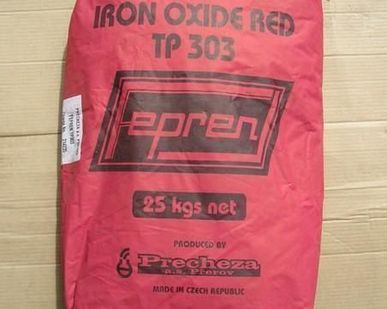 IRON OXIDE RED
TP 303
Fepren
25 kgs net
PRODUCED BY
Precheza
a.s. Přerov
MADE IN CZECH REPUBLIC